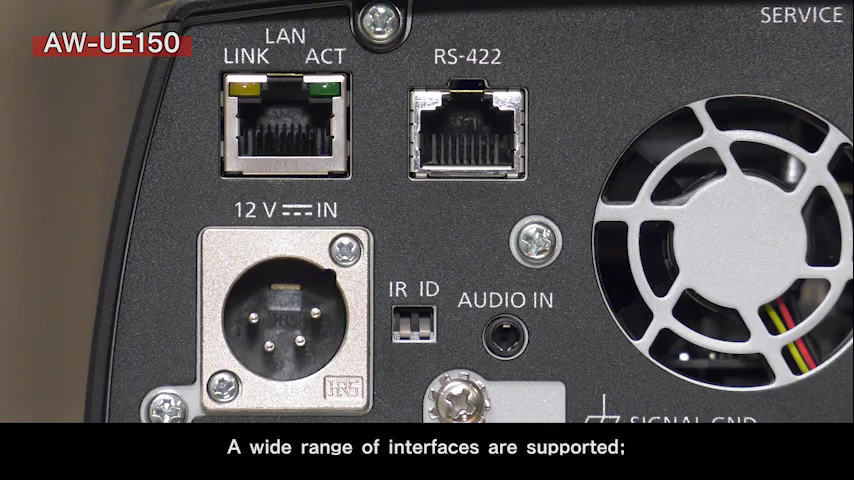 AW-UE150
SERVICE
LAN
LINK ACT
RS-422
12 V IN
IR ID
AUDIO IN
HRS
SIGNAL GND
A wide range of interfaces are supported;